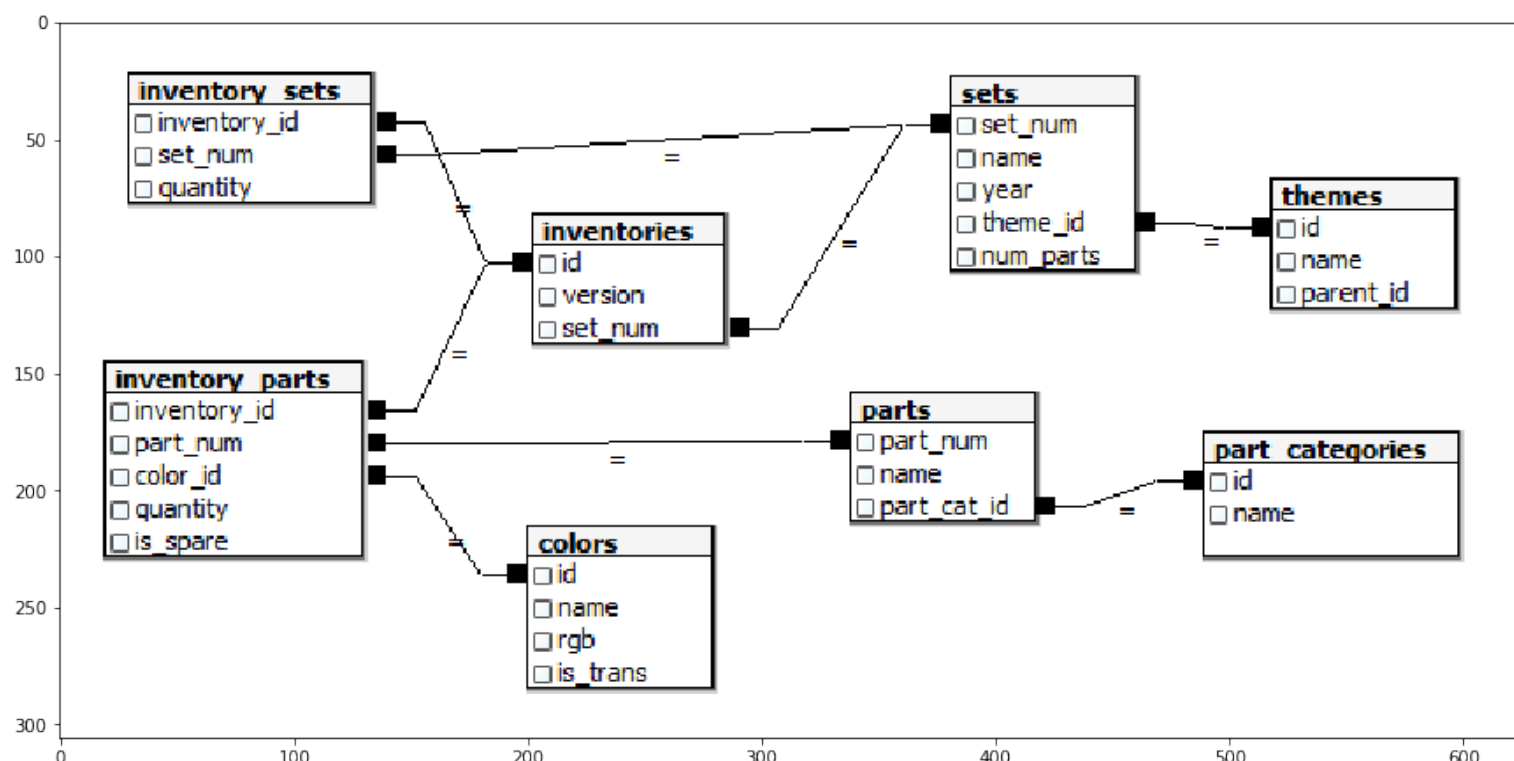 0
50
100
150
200
250
300
inventory_sets
inventory_id
set_num
quantity
=
=
inventories
id
version
set_num
=
=
sets
set_num
name
year
theme_id
num_parts
=
themes
id
name
parent_id
inventory_parts
inventory_id
part_num
color_id
quantity
is_spare
=
=
colors
id
name
rgb
is_trans
parts
part_num
name
part_cat_id
=
part_categories
id
name
0
100
200
300
400
500
600